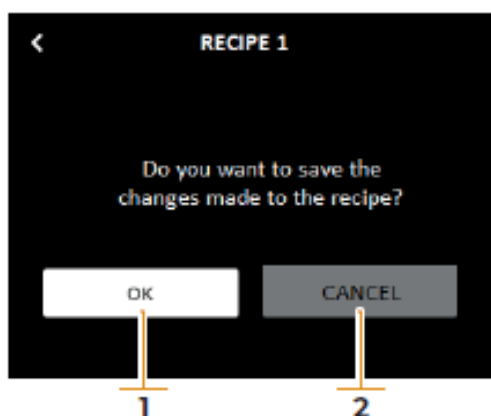 RECIPE 1
Do you want to save the
changes made to the recipe?
OK CANCEL
1 2